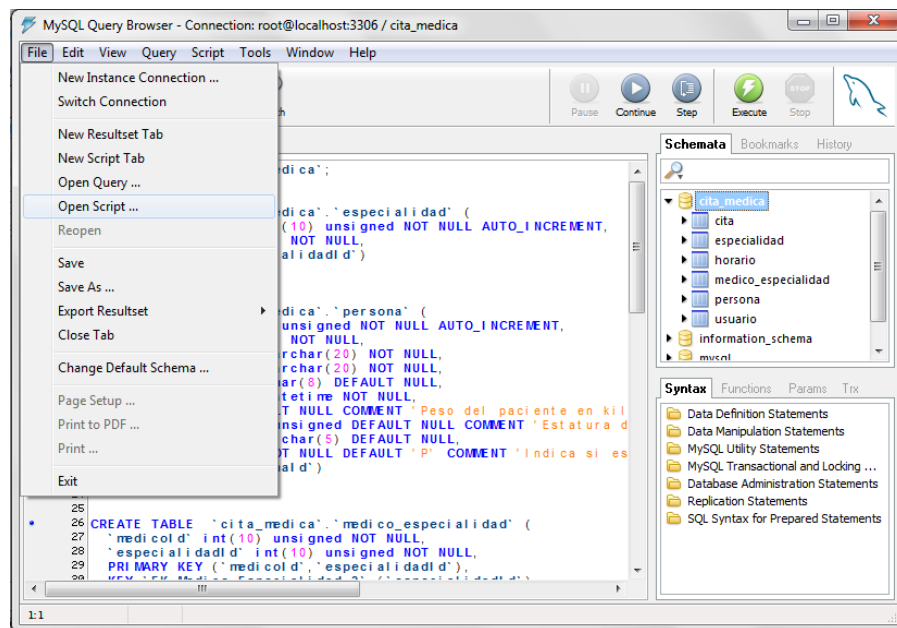 MySQL Query Browser - Connection: root@localhost:3306 / cita_medica
File Edit View Query Script Tools Window Help
New Instance Connection ...
Switch Connection
New Resultset Tab
New Script Tab
Open Query ...
Open Script ...
Reopen
Save
Save As ...
Export Resultset
Close Tab
Change Default Schema ...
Page Setup ...
Print to PDF ...
Print ...
Exit
Pause Continue Step Execute Stop
edica`;
edica`.`especialidad` (
(10) unsigned NOT NULL AUTO_INCREMENT,
NOT NULL,
alidadId`)
edica`.`persona` (
unsigned NOT NULL AUTO_INCREMENT,
NOT NULL,
rchar(20) NOT NULL,
rchar(20) NOT NULL,
ar(8) DEFAULT NULL,
tetime NOT NULL,
T NULL COMMENT 'Peso del paciente en kil
nsigned DEFAULT NULL COMMENT 'Estatura d
char(5) DEFAULT NULL,
OT NULL DEFAULT 'P' COMMENT 'Indica si es
naId`)
25
26 CREATE TABLE `cita_medica`.`medico_especialidad` (
27 `medicoId` int(10) unsigned NOT NULL,
28 `especialidadId` int(10) unsigned NOT NULL,
29 PRIMARY KEY (`medicoId`,`especialidadId`),
Schemata Bookmarks History
cita_medica
cita
especialidad
horario
medico_especialidad
persona
usuario
information_schema
mysql
Syntax Functions Params Trx
Data Definition Statements
Data Manipulation Statements
MySQL Utility Statements
MySQL Transactional and Locking ...
Database Administration Statements
Replication Statements
SQL Syntax for Prepared Statements
1:1